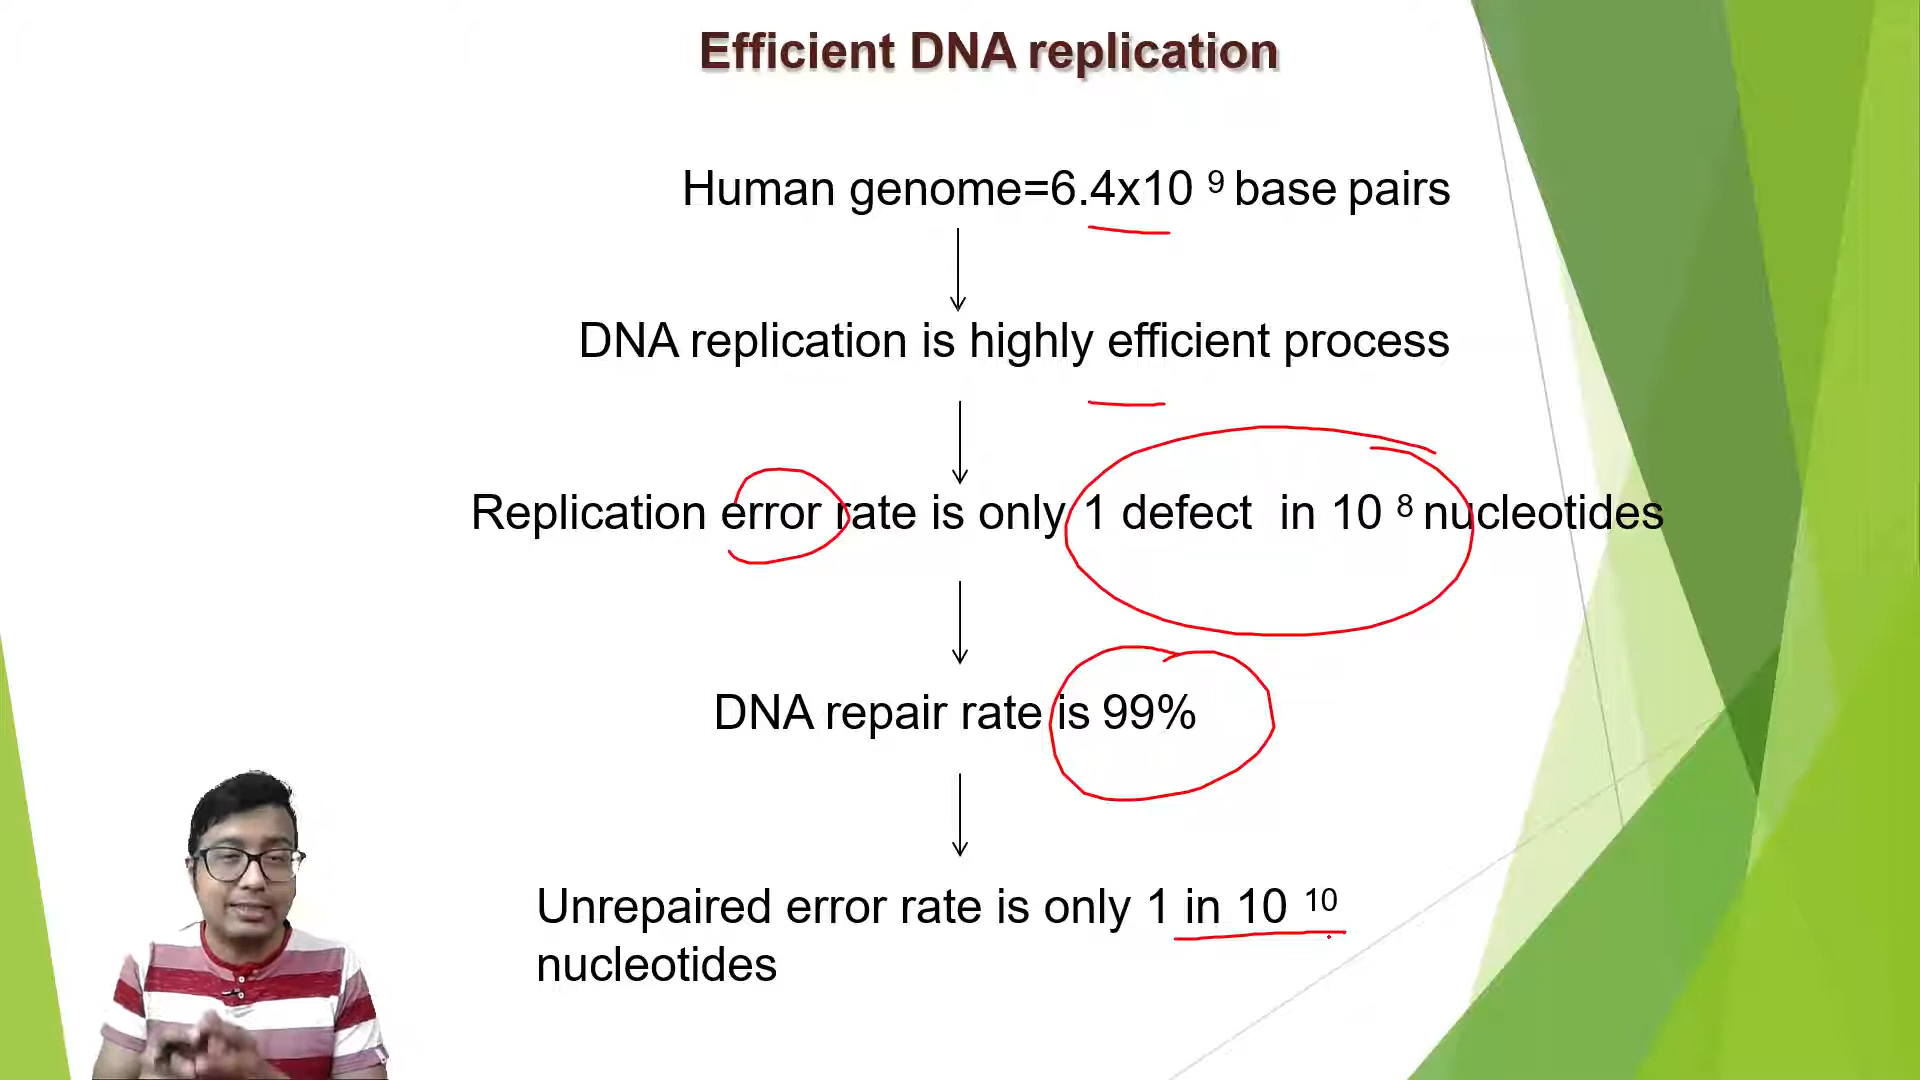 Efficient DNA replication
Human genome=6.4x10 9 base pairs
DNA replication is highly efficient process
Replication error rate is only 1 defect in 10 8 nucleotides
DNA repair rate is 99%
Unrepaired error rate is only 1 in 10 10
nucleotides